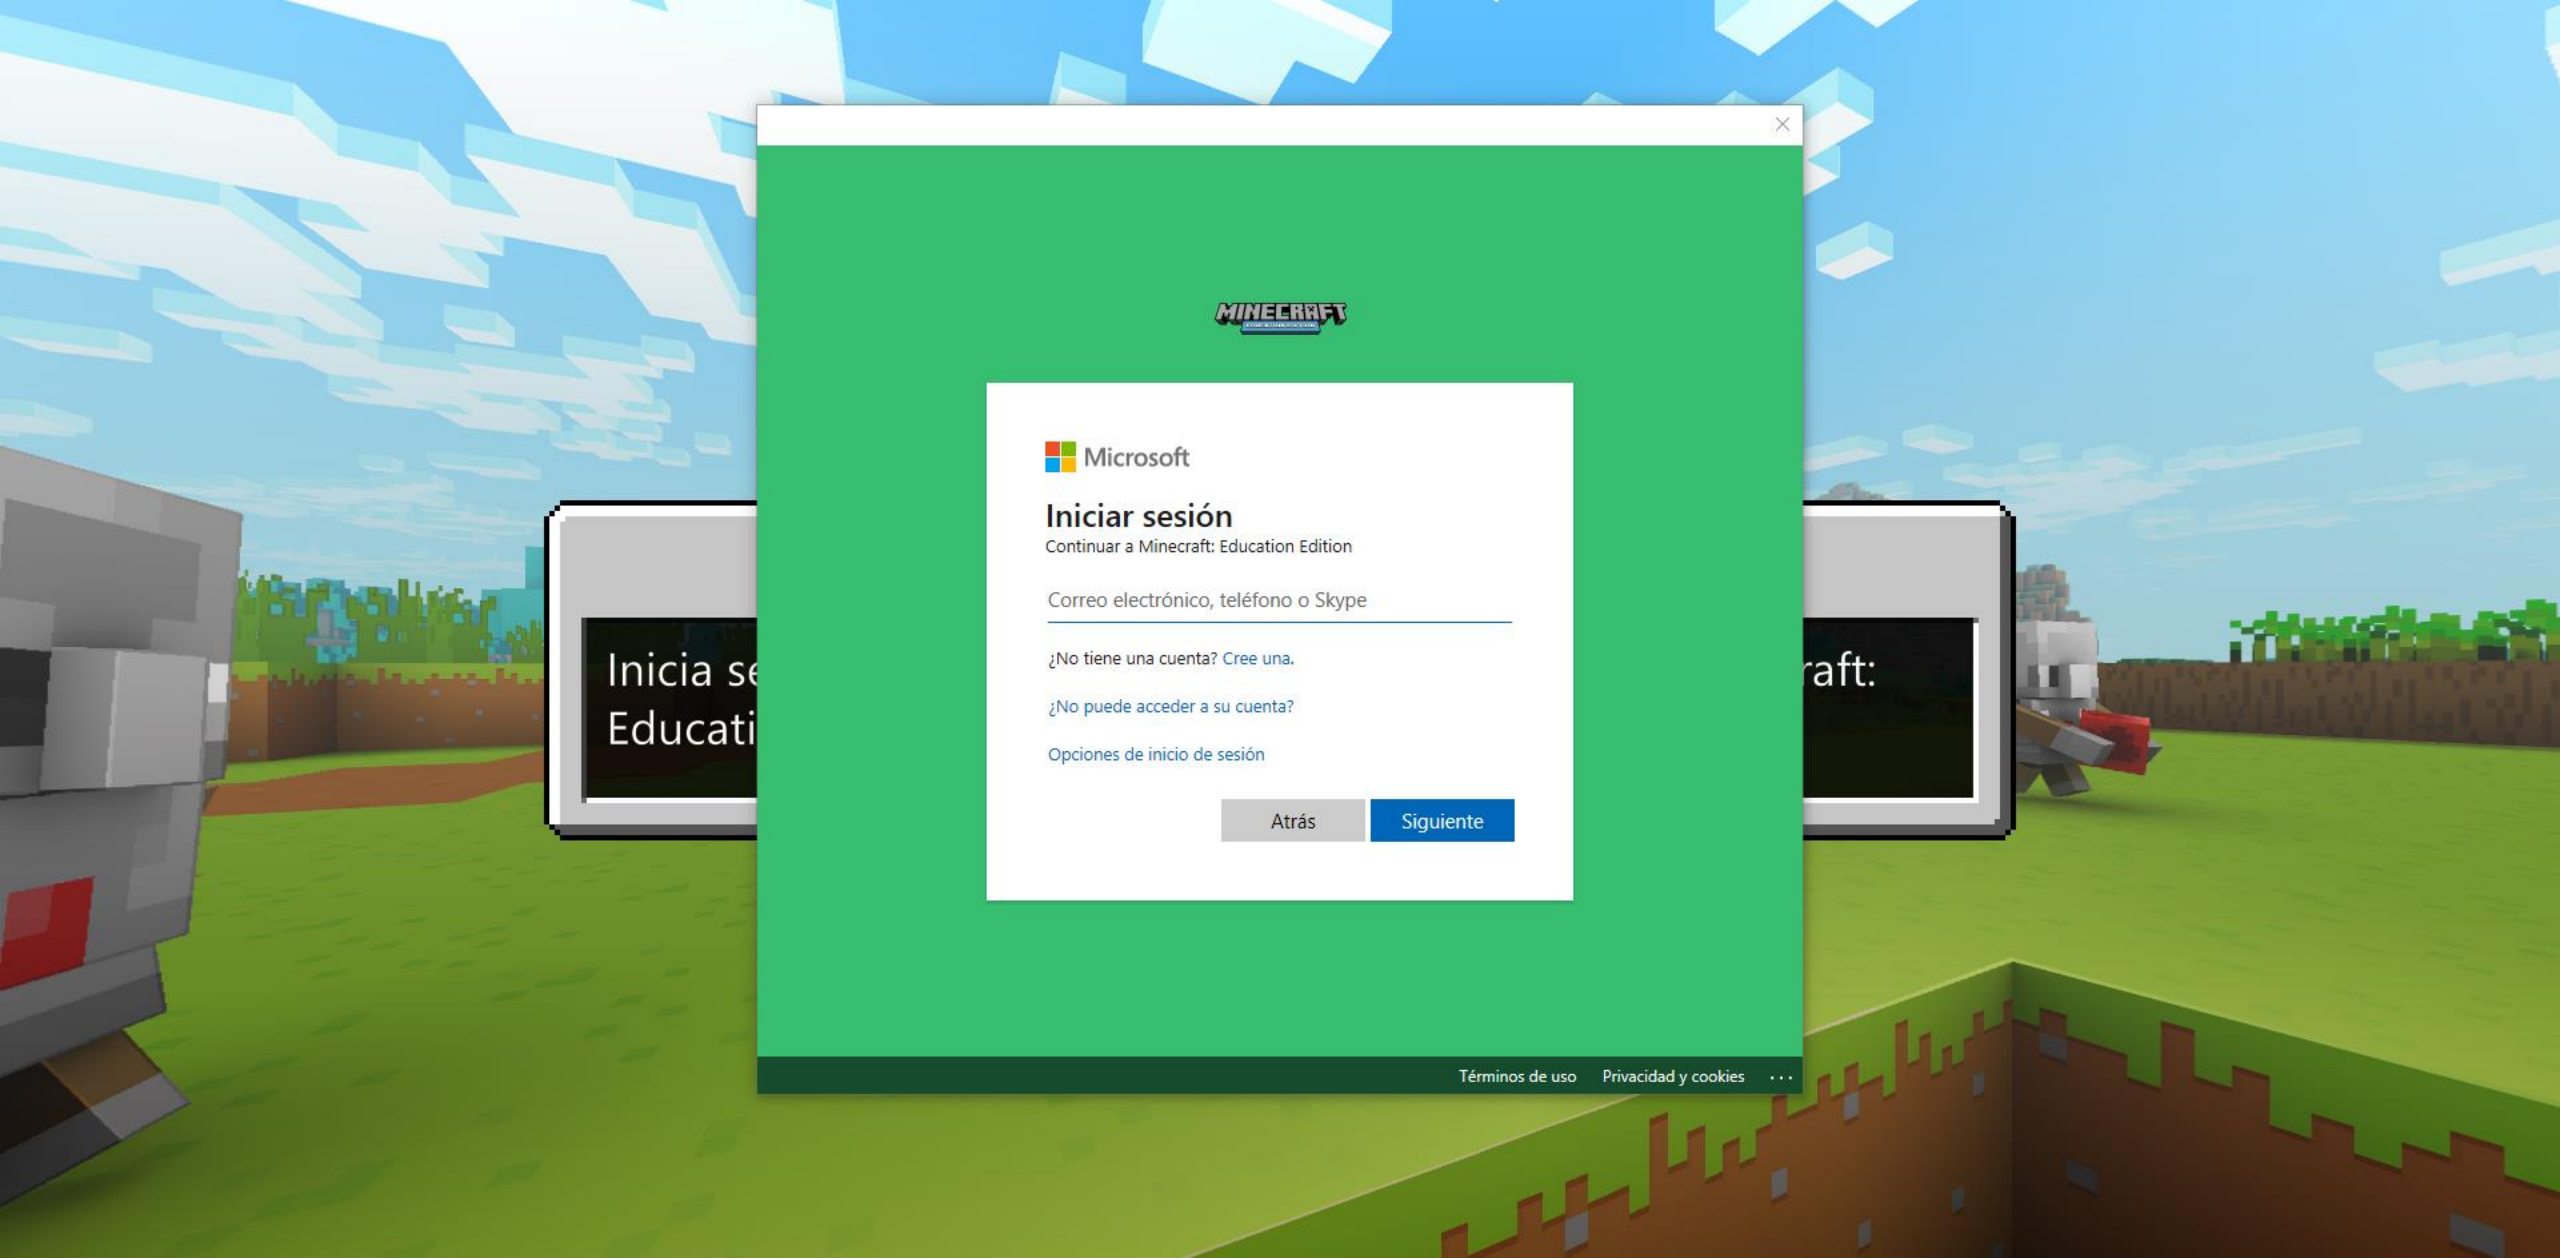 MINECRAFT
Microsoft
Iniciar sesión
Continuar a Minecraft: Education Edition
Correo electrónico, teléfono o Skype
¿No tiene una cuenta? Cree una.
¿No puede acceder a su cuenta?
Opciones de inicio de sesión
Atrás Siguiente
Inicia se
raft:
Educati
Términos de uso Privacidad y cookies ...